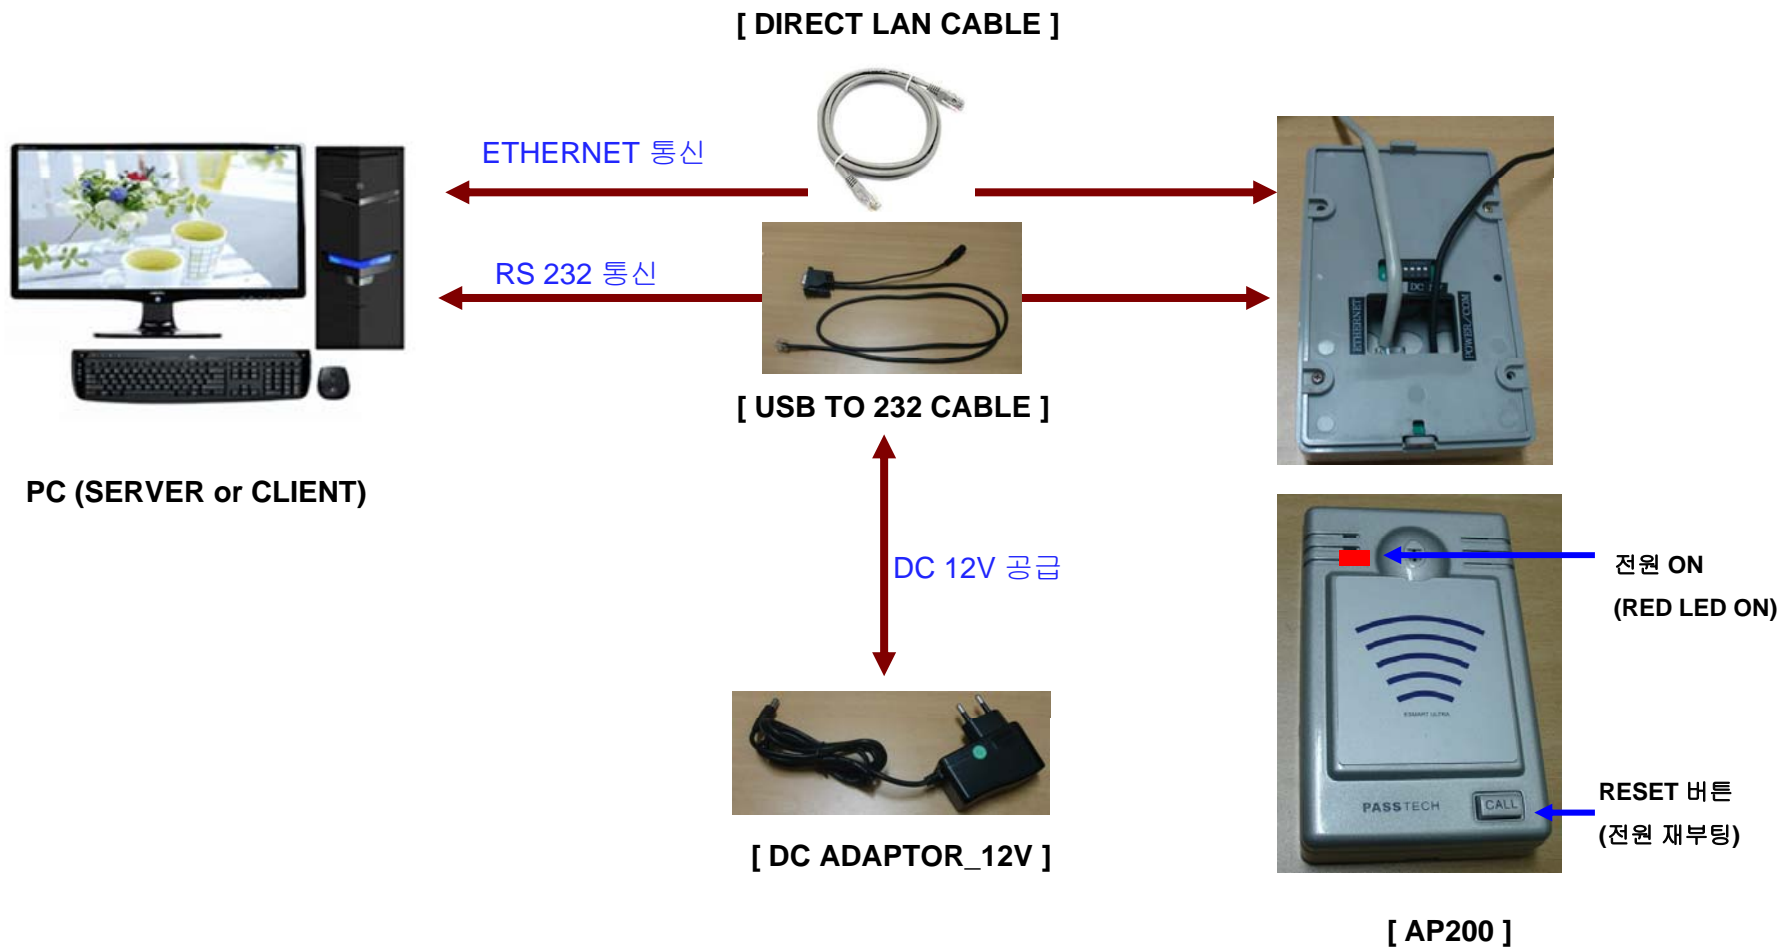 [ DIRECT LAN CABLE ]
ETHERNET 통신
RS 232 통신
[ USB TO 232 CABLE ]
PC (SERVER or CLIENT)
DC 12V 공급
[ DC ADAPTOR_12V ]
ETHERNET
POWER/COM
전원 ON
(RED LED ON)
ESMART ULTRA
PASSTECH
CALL
RESET 버튼
(전원 재부팅)
[ AP200 ]